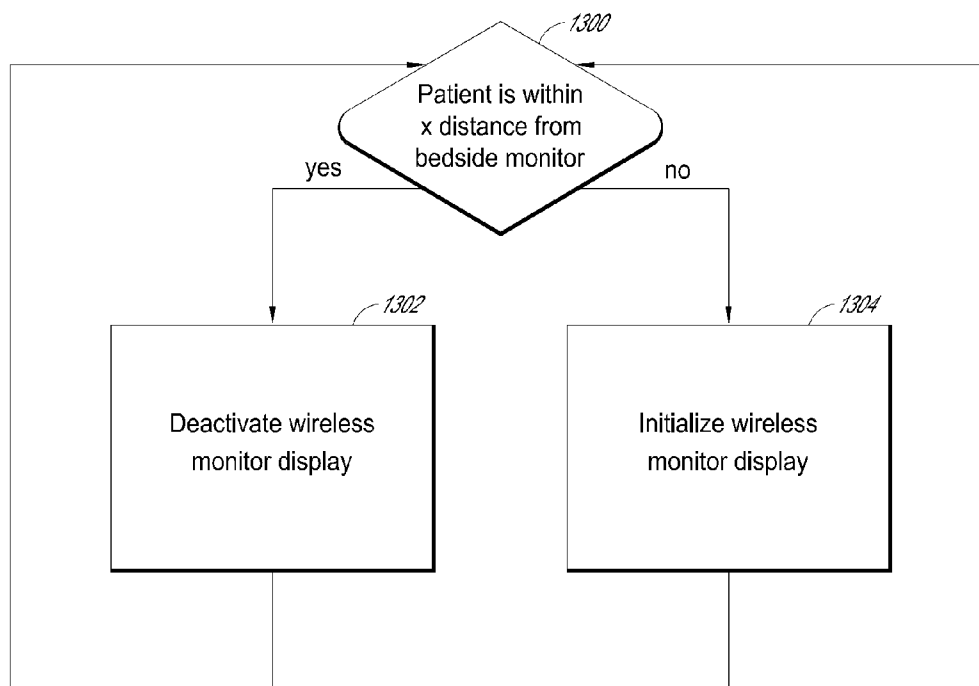 1300
Patient is within
x distance from
bedside monitor
yes
no
1302
1304
Deactivate wireless
monitor display
Initialize wireless
monitor display